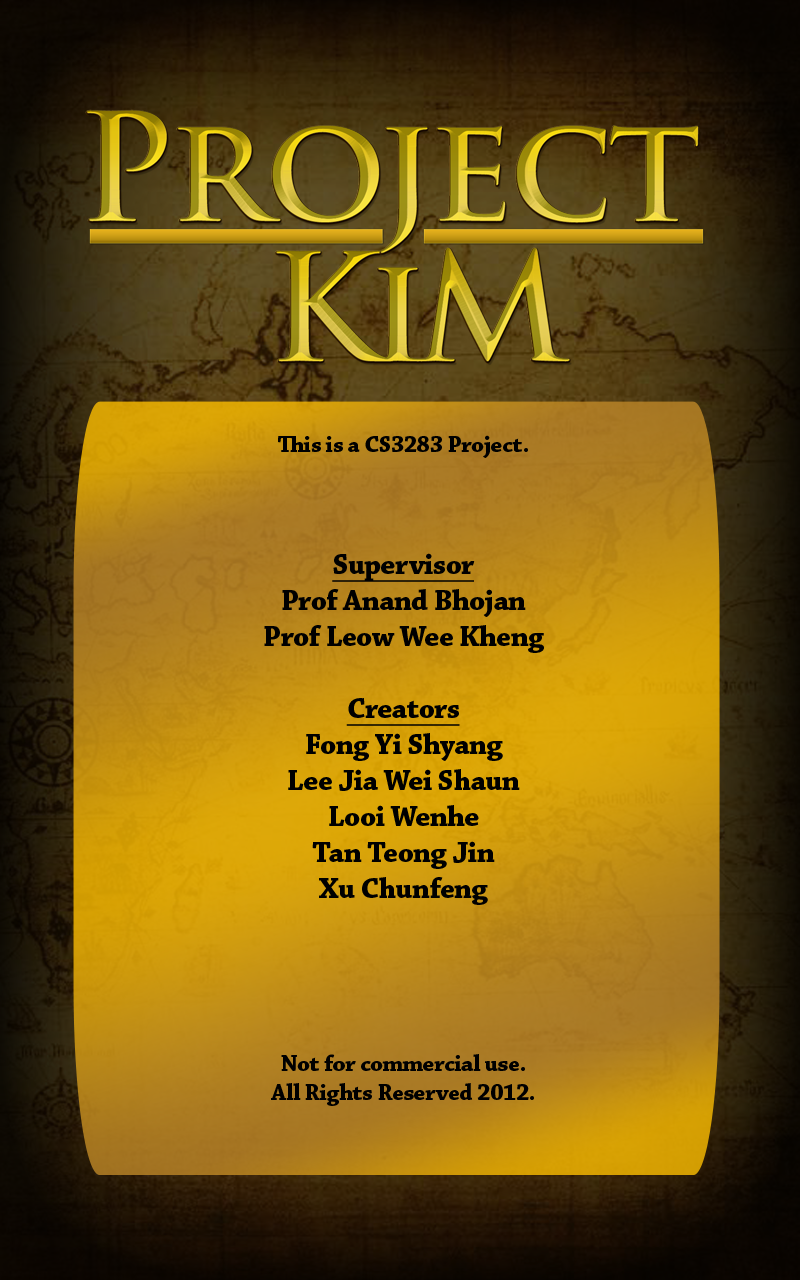 PROJECT
KIM
This is a CS3283 Project.
Supervisor
Prof Anand Bhojan
Prof Leow Wee Kheng
Creators
Fong Yi Shyang
Lee Jia Wei Shaun
Looi Wenhe
Tan Teong Jin
Xu Chunfeng
Not for commercial use.
All Rights Reserved 2012.